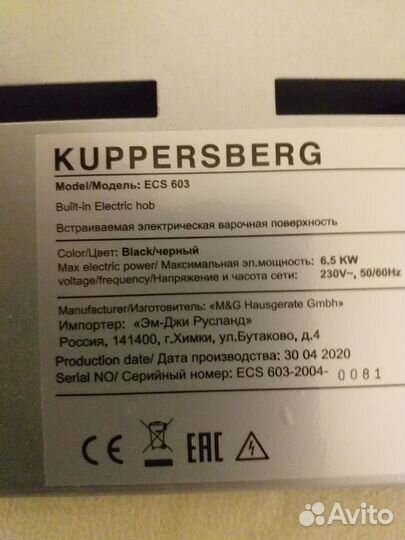 KUPPERSBERG
Model/Модель: ECS 603
Built-in Electric hob
Встраиваемая электрическая варочная поверхность
Color/Цвет: Black/черный
Max electric power/ Максимальная эл.мощность: 6.5 KW
voltage/frequency/Напряжение и частота сети: 230V~, 50/60Hz
Manufacturer/Изготовитель: «M&G Hausgerate Gmbh»
Импортер: «Эм-Джи Русланд»
Россия, 141400, г.Химки, ул.Бутаково, д.4
Production date/ Дата производства: 30 04 2020
Serial NO/ Серийный номер: ECS 603-2004- 0081
CE EAC
Avito